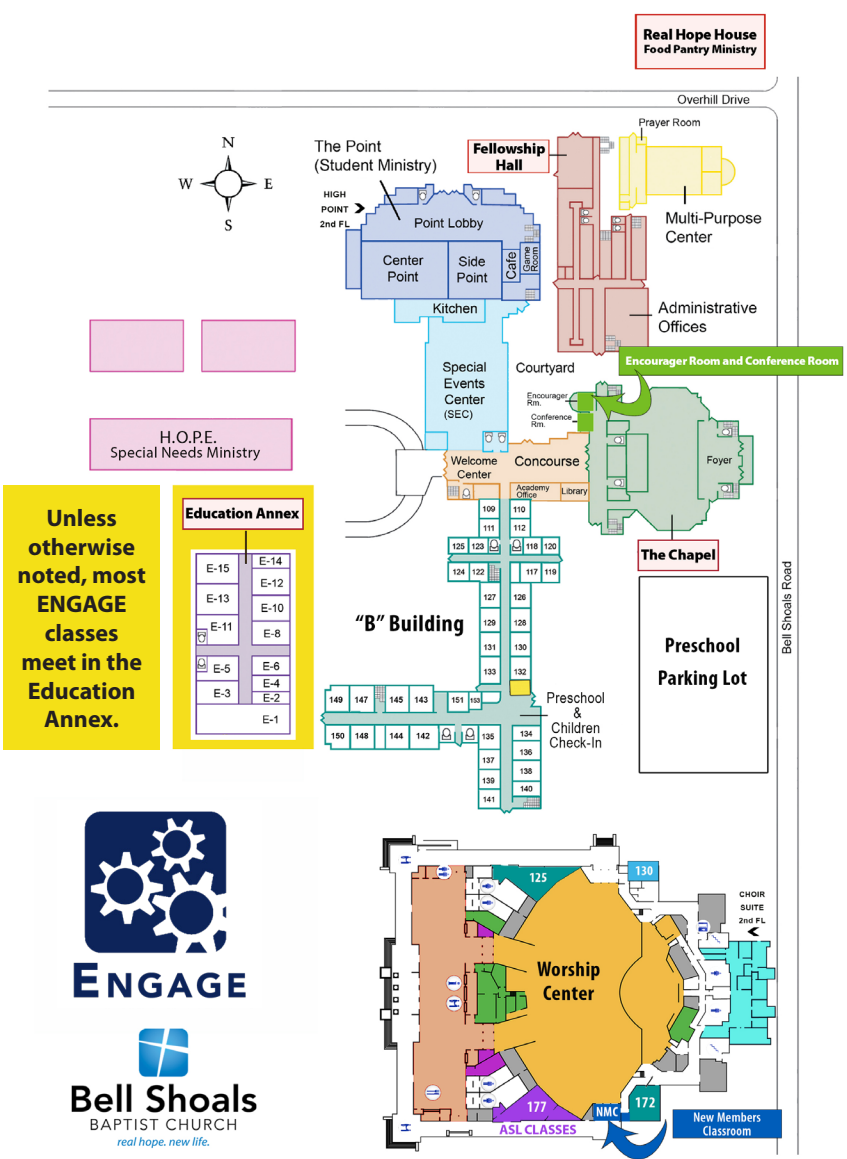 Real Hope House
Food Pantry Ministry
Overhill Drive
Prayer Room
N
W
E
S
The Point
(Student Ministry)
Fellowship
Hall
HIGH
POINT
2nd FL
Point Lobby
Multi-Purpose
Center
Center
Point
Side
Point
Cafe
Game
Room
Kitchen
Administrative
Offices
Encourager Room and Conference Room
Special
Events
Center
(SEC)
Courtyard
Encourager
Rm.
Conference
Rm.
H.O.P.E.
Special Needs Ministry
Welcome
Center
Concourse
Foyer
Academy
Office
Library
Unless
otherwise
noted, most
ENGAGE
classes
meet in the
Education
Annex.
Education Annex
E-15
E-14
E-12
E-13
E-10
E-11
E-8
E-5
E-6
E-4
E-3
E-2
E-1
109
110
111
112
125
123
118
120
124
122
117
119
127
126
129
128
131
130
133
132
The Chapel
"B" Building
Bell Shoals Road
Preschool
Parking Lot
149
147
145
143
151
153
Preschool
&
Children
Check-In
150
148
144
142
135
134
136
137
138
139
140
141
ENGAGE
Bell Shoals
BAPTIST CHURCH
real hope. new life.
125
130
CHOIR
SUITE
2nd FL
Worship
Center
177
NMC
172
ASL CLASSES
New Members
Classroom